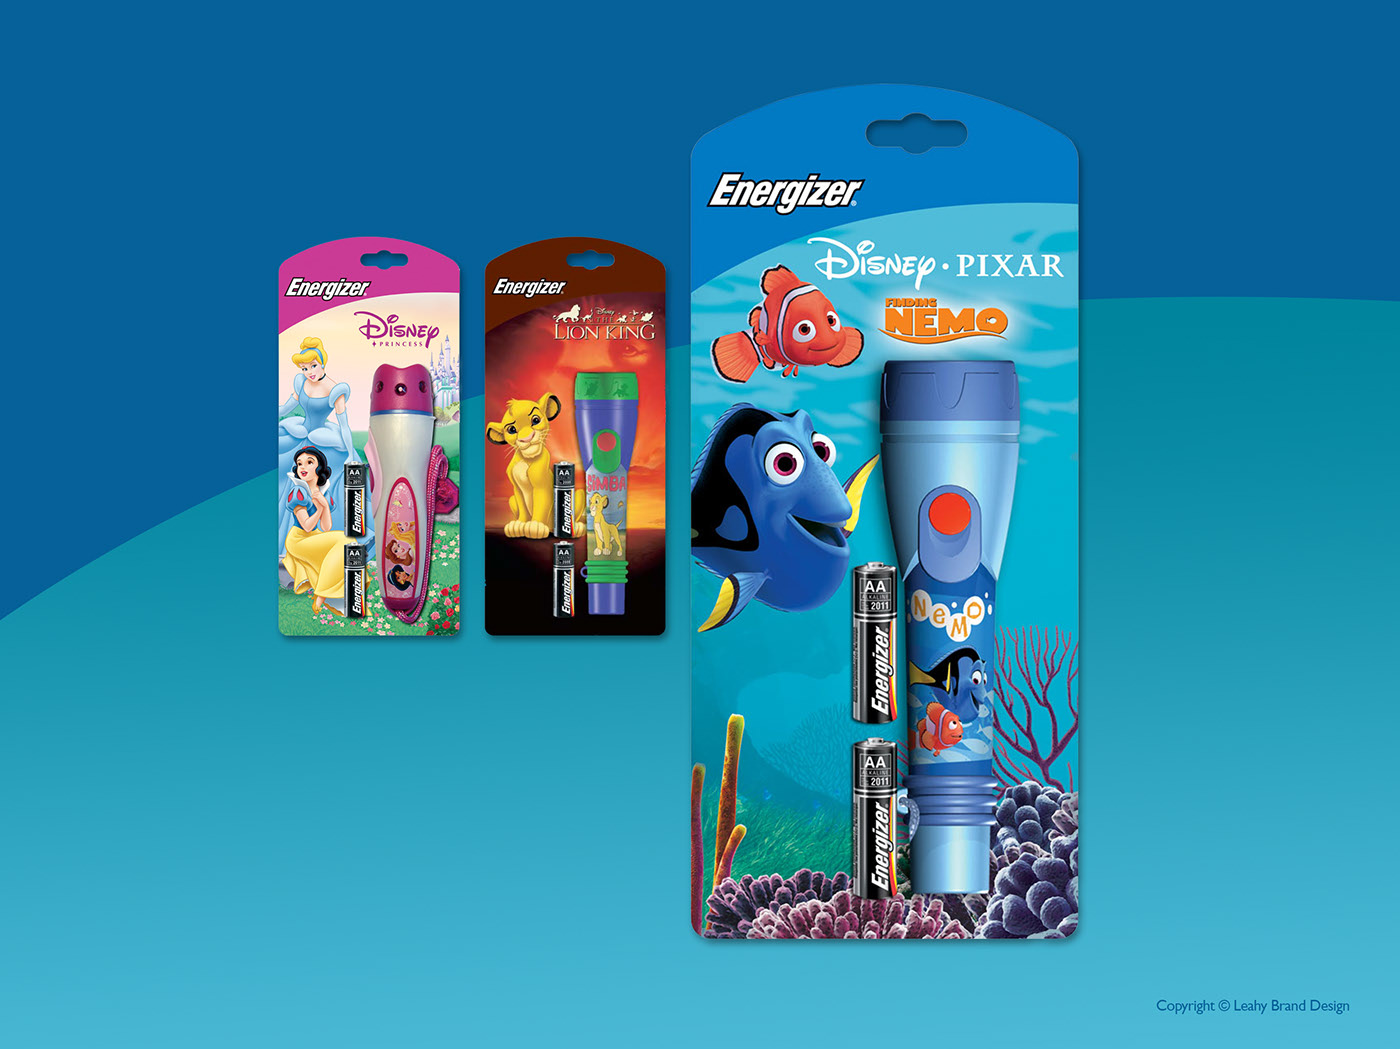 Energizer
Disney
PRINCESS
AA
Energizer
AA
Energizer
Energizer
Disney
THE
LION KING
SIMBA
AA
Energizer
AA
Energizer
Energizer®
Disney · PIXAR
FINDING
NEMO
NeMO
AA
ALKALINE
2011
Energizer
AA
ALKALINE
2011
Energizer
Copyright © Leahy Brand Design